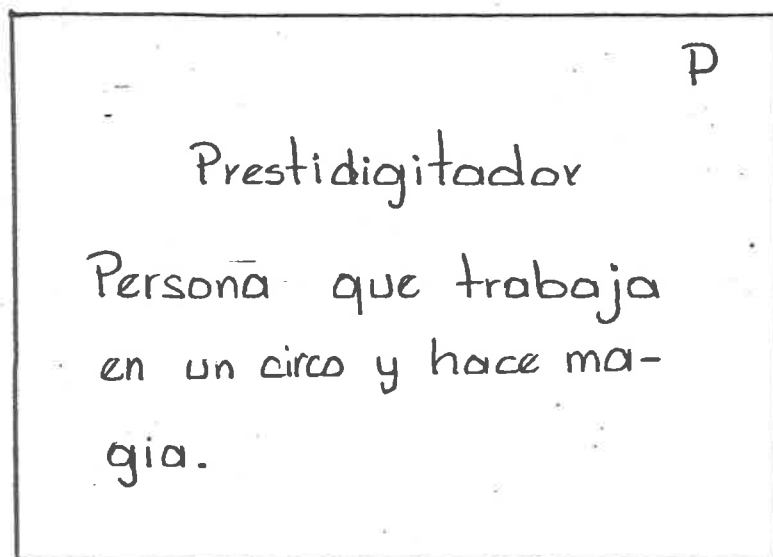 P
Prestidigitador
Persona que trabaja
en un circo y hace ma-
gia.